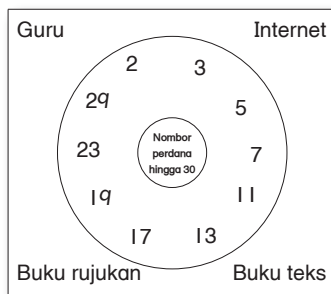 Guru Internet
2 3
29 5
23 Nombor perdana hingga 30 7
19 11
17 13
Buku rujukan Buku teks